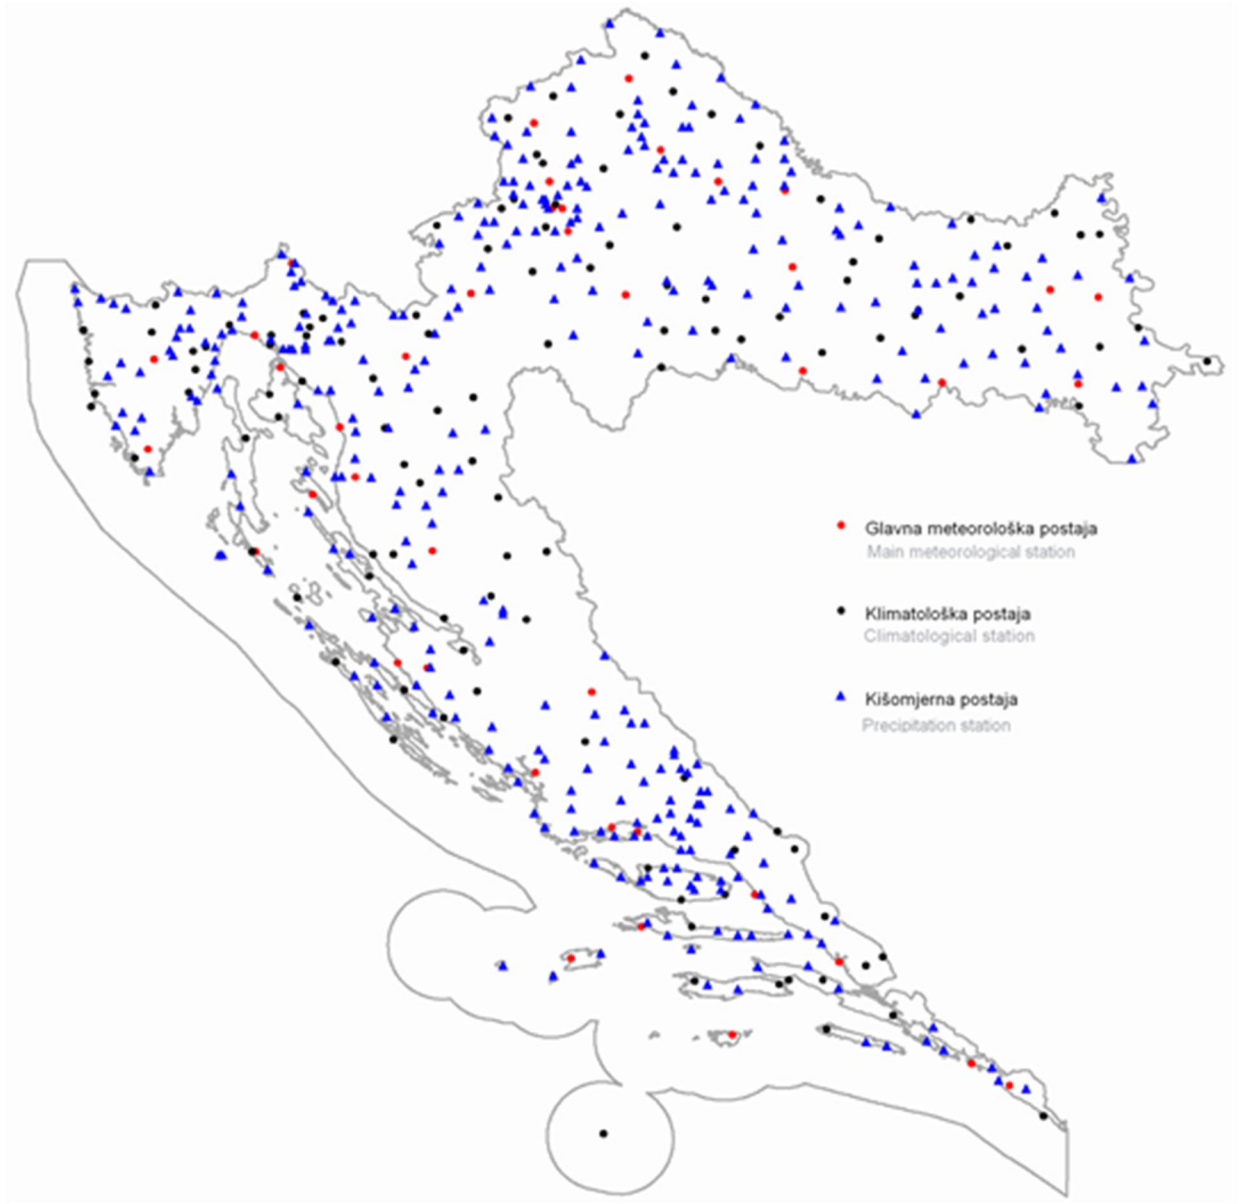 Glavna meteorološka postaja
Main meteorological station
Klimatološka postaja
Climatological station
Kišomjerna postaja
Precipitation station